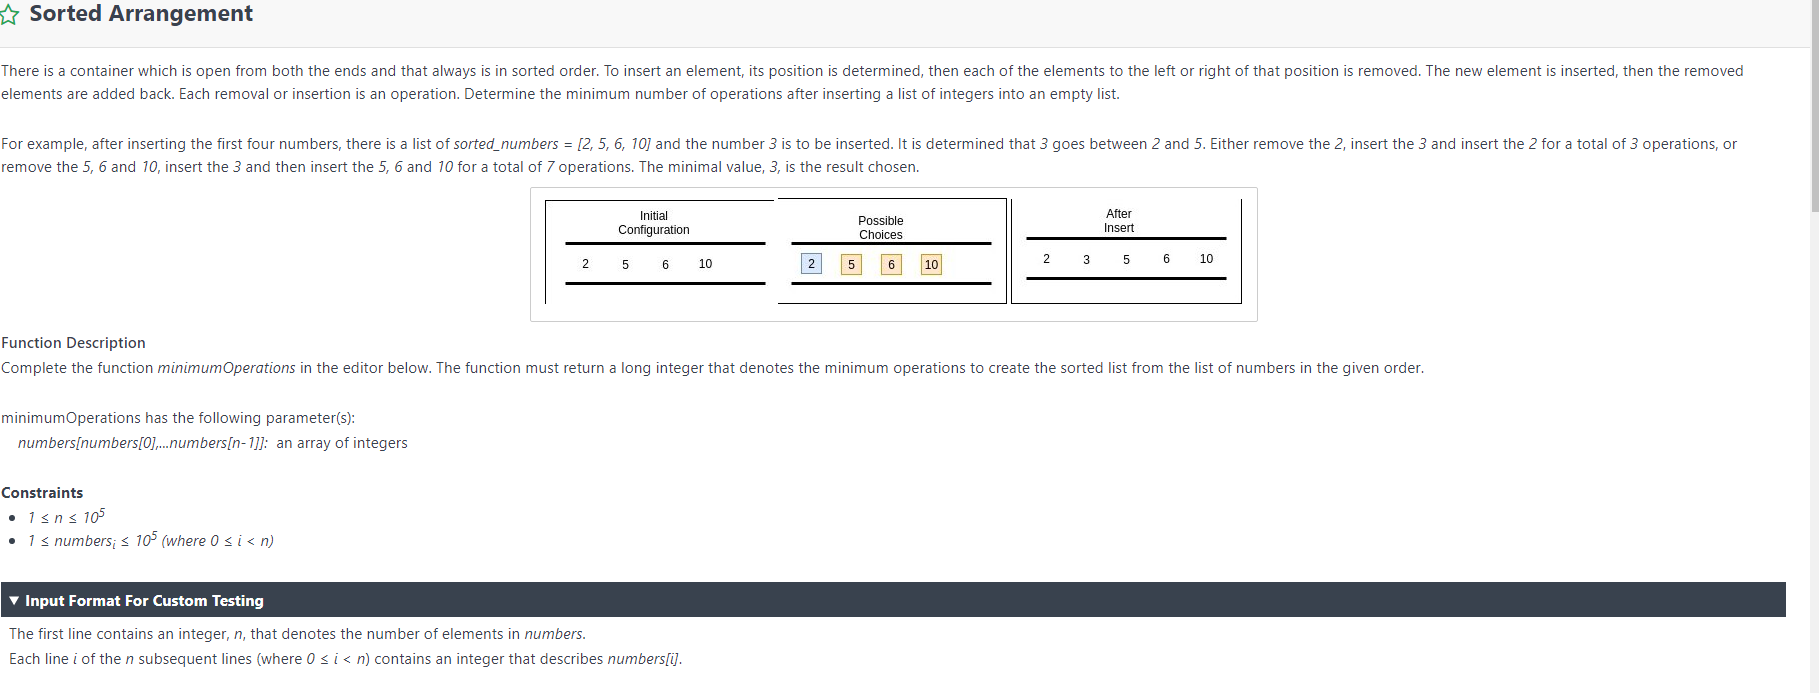 Sorted Arrangement
There is a container which is open from both the ends and that always is in sorted order. To insert an element, its position is determined, then each of the elements to the left or right of that position is removed. The new element is inserted, then the removed
elements are added back. Each removal or insertion is an operation. Determine the minimum number of operations after inserting a list of integers into an empty list.
For example, after inserting the first four numbers, there is a list of sorted_numbers = [2, 5, 6, 10] and the number 3 is to be inserted. It is determined that 3 goes between 2 and 5. Either remove the 2, insert the 3 and insert the 2 for a total of 3 operations, or
remove the 5, 6 and 10, insert the 3 and then insert the 5, 6 and 10 for a total of 7 operations. The minimal value, 3, is the result chosen.
Initial
Configuration
2 5 6 10
Possible
Choices
2 5 6 10
After
Insert
2 3 5 6 10
Function Description
Complete the function minimumOperations in the editor below. The function must return a long integer that denotes the minimum operations to create the sorted list from the list of numbers in the given order.
minimumOperations has the following parameter(s):
numbers[numbers[0],...numbers[n-1]]: an array of integers
Constraints
• 1 ≤ n ≤ 10⁵
• 1 ≤ numbersᵢ ≤ 10⁵ (where 0 ≤ i < n)
▼ Input Format For Custom Testing
The first line contains an integer, n, that denotes the number of elements in numbers.
Each line i of the n subsequent lines (where 0 ≤ i < n) contains an integer that describes numbers[i].